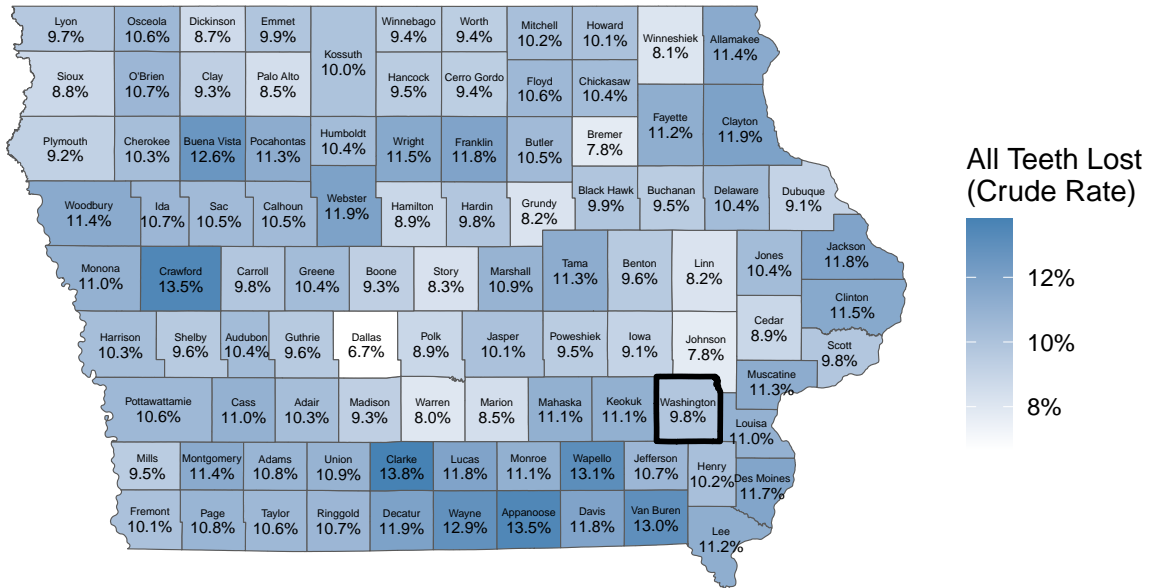 Lyon
9.7%
Osceola
10.6%
Dickinson
8.7%
Emmet
9.9%
Winnebago
9.4%
Worth
9.4%
Mitchell
10.2%
Howard
10.1%
Winneshiek
8.1%
Allamakee
11.4%
Kossuth
10.0%
Sioux
8.8%
O'Brien
10.7%
Clay
9.3%
Palo Alto
8.5%
Hancock
9.5%
Cerro Gordo
9.4%
Floyd
10.6%
Chickasaw
10.4%
Fayette
11.2%
Clayton
11.9%
Plymouth
9.2%
Cherokee
10.3%
Buena Vista
12.6%
Pocahontas
11.3%
Humboldt
10.4%
Wright
11.5%
Franklin
11.8%
Butler
10.5%
Bremer
7.8%
Woodbury
11.4%
Ida
10.7%
Sac
10.5%
Calhoun
10.5%
Webster
11.9%
Hamilton
8.9%
Hardin
9.8%
Grundy
8.2%
Black Hawk
9.9%
Buchanan
9.5%
Delaware
10.4%
Dubuque
9.1%
Monona
11.0%
Crawford
13.5%
Carroll
9.8%
Greene
10.4%
Boone
9.3%
Story
8.3%
Marshall
10.9%
Tama
11.3%
Benton
9.6%
Linn
8.2%
Jones
10.4%
Jackson
11.8%
Clinton
11.5%
Harrison
10.3%
Shelby
9.6%
Audubon
10.4%
Guthrie
9.6%
Dallas
6.7%
Polk
8.9%
Jasper
10.1%
Poweshiek
9.5%
Iowa
9.1%
Johnson
7.8%
Cedar
8.9%
Scott
9.8%
Muscatine
11.3%
Pottawattamie
10.6%
Cass
11.0%
Adair
10.3%
Madison
9.3%
Warren
8.0%
Marion
8.5%
Mahaska
11.1%
Keokuk
11.1%
Washington
9.8%
Louisa
11.0%
Mills
9.5%
Montgomery
11.4%
Adams
10.8%
Union
10.9%
Clarke
13.8%
Lucas
11.8%
Monroe
11.1%
Wapello
13.1%
Jefferson
10.7%
Henry
10.2%
Des Moines
11.7%
Fremont
10.1%
Page
10.8%
Taylor
10.6%
Ringgold
10.7%
Decatur
11.9%
Wayne
12.9%
Appanoose
13.5%
Davis
11.8%
Van Buren
13.0%
Lee
11.2%
All Teeth Lost
(Crude Rate)
12%
10%
8%